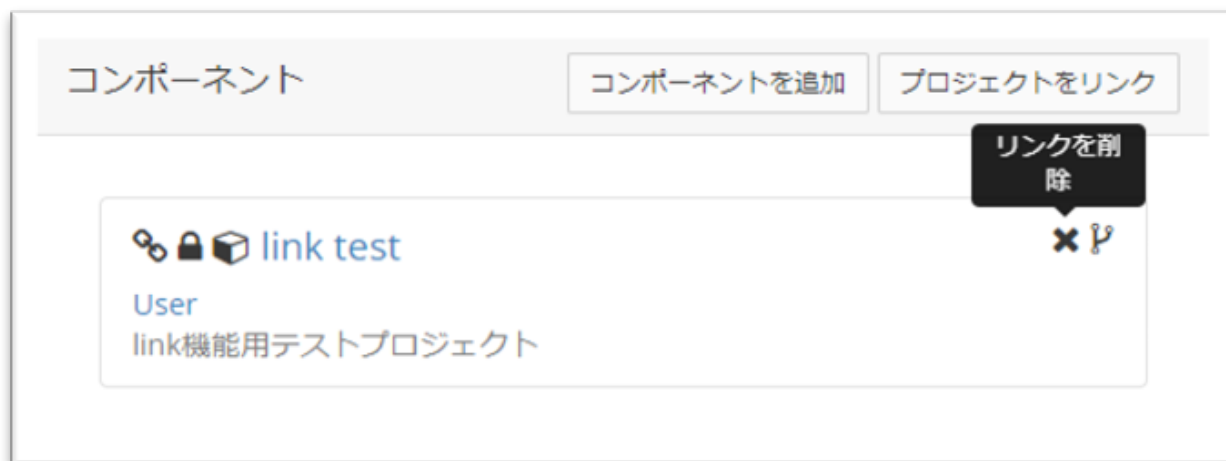 コンポーネント
コンポーネントを追加
プロジェクトをリンク
リンクを削
除
link test
User
link機能用テストプロジェクト